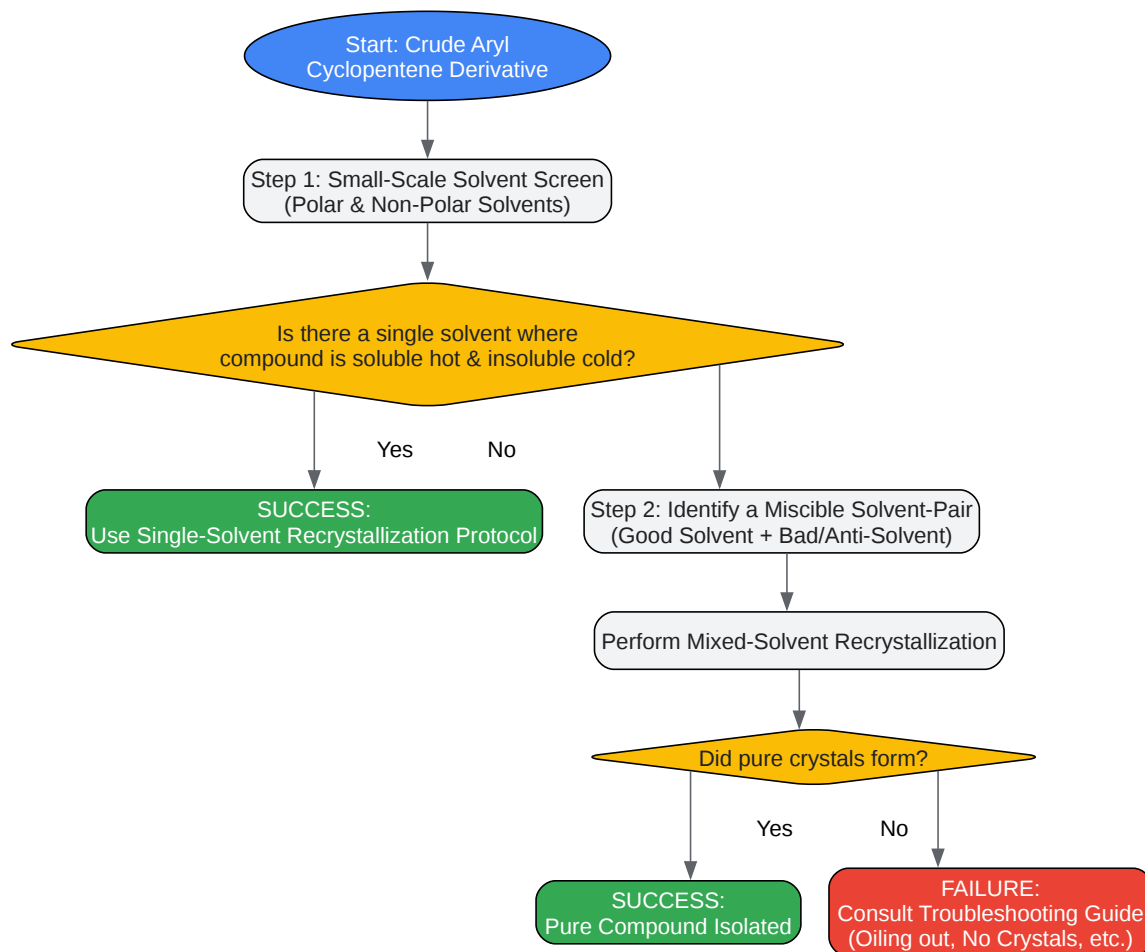 Start: Crude Aryl
Cyclopentene Derivative
Step 1: Small-Scale Solvent Screen
(Polar & Non-Polar Solvents)
Is there a single solvent where
compound is soluble hot & insoluble cold?
Yes
No
SUCCESS:
Use Single-Solvent Recrystallization Protocol
Step 2: Identify a Miscible Solvent-Pair
(Good Solvent + Bad/Anti-Solvent)
Perform Mixed-Solvent Recrystallization
Did pure crystals form?
Yes
No
SUCCESS:
Pure Compound Isolated
FAILURE:
Consult Troubleshooting Guide
(Oiling out, No Crystals, etc.)